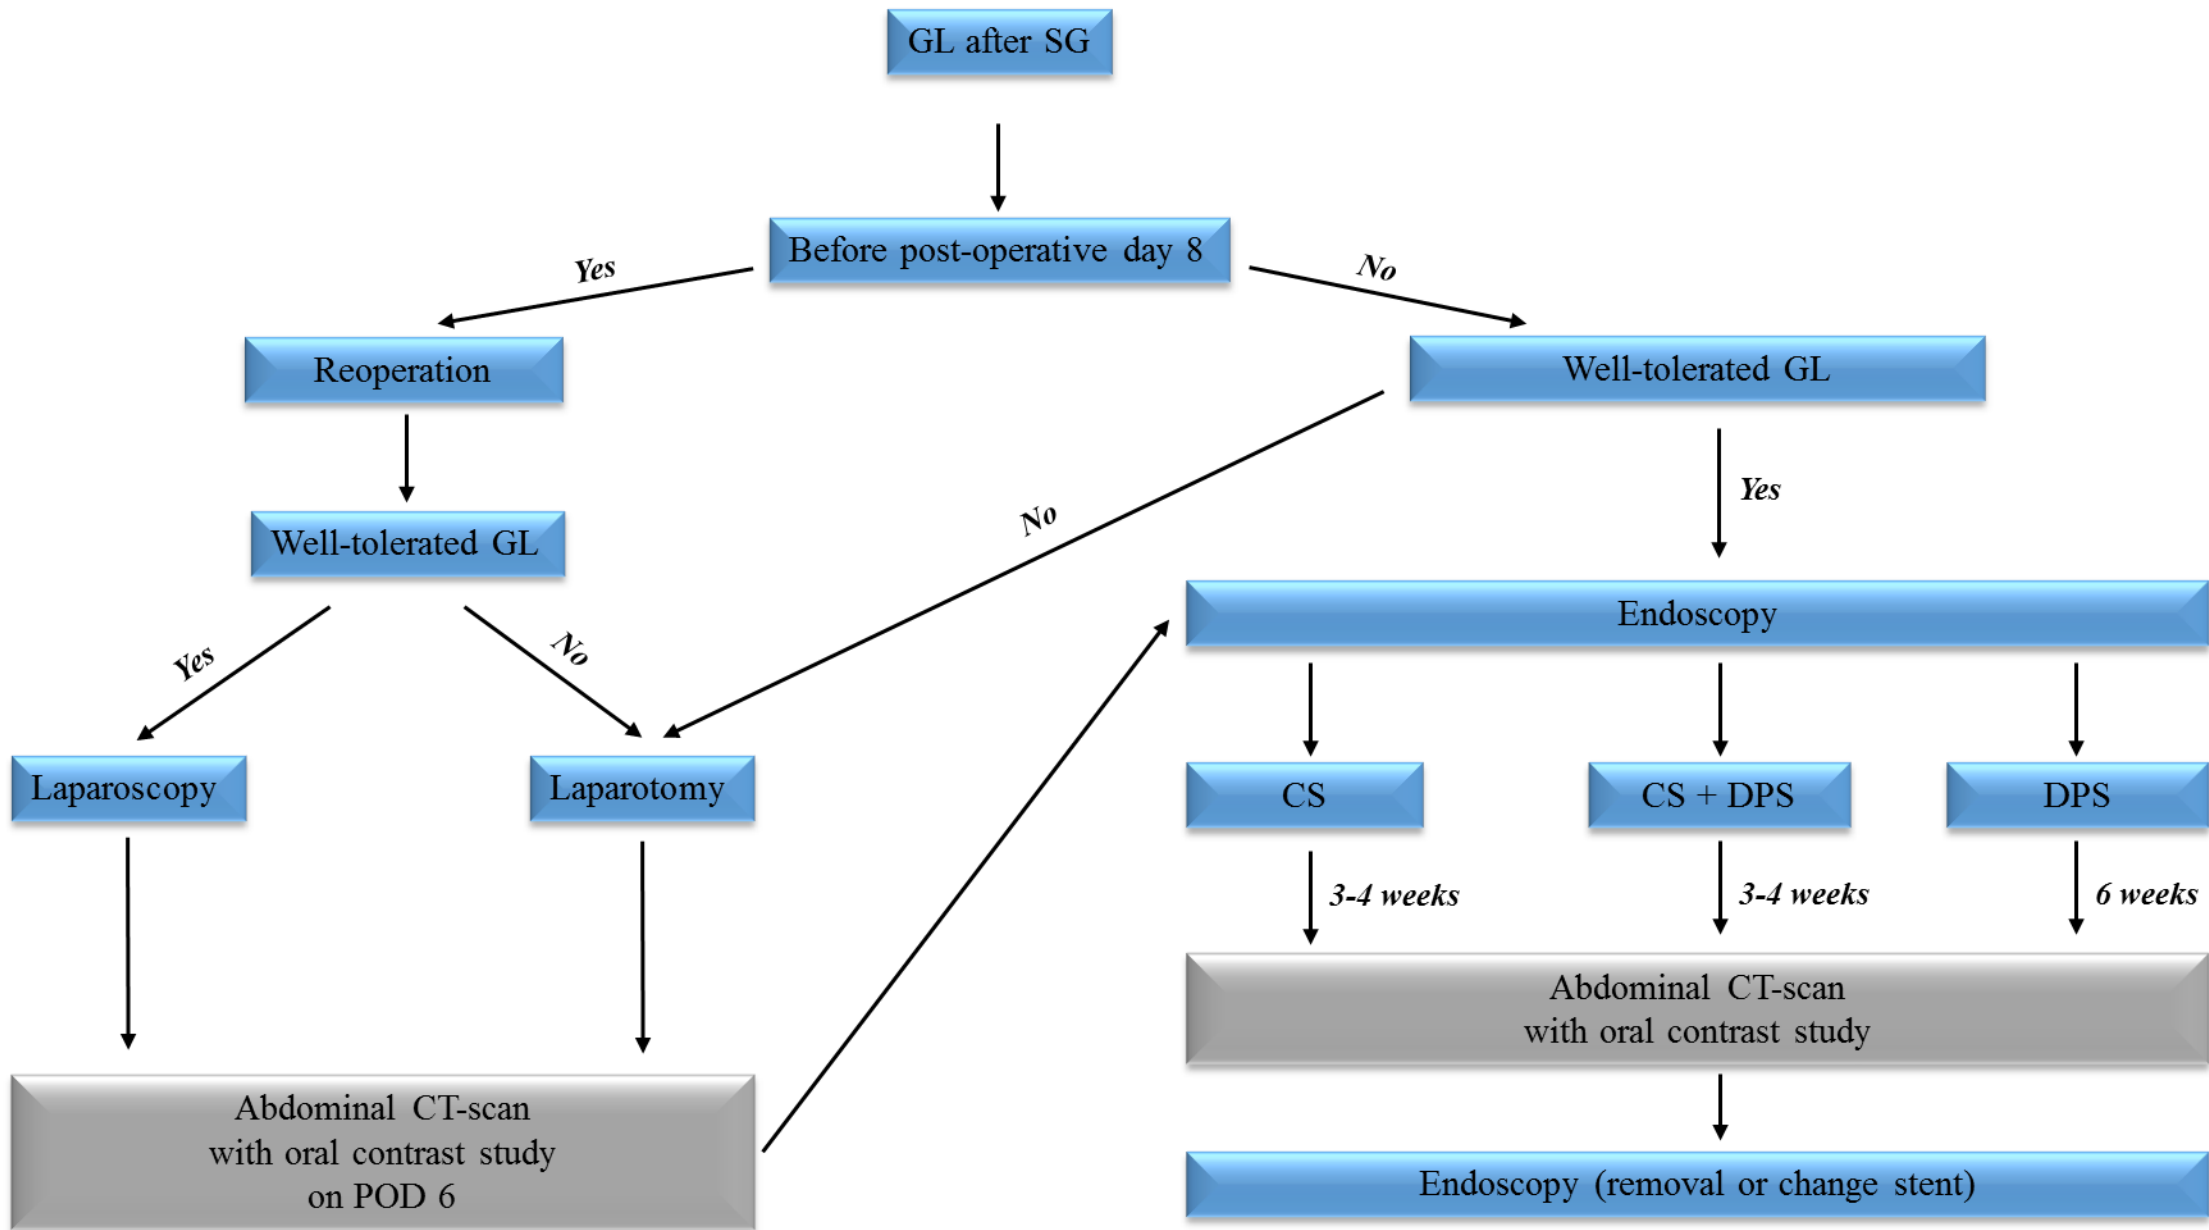 GL after SG
Before post-operative day 8
Yes
No
Reoperation
Well-tolerated GL
Well-tolerated GL
Yes
No
No
Yes
Endoscopy
Laparoscopy
Laparotomy
CS
CS + DPS
DPS
3-4 weeks
3-4 weeks
6 weeks
Abdominal CT-scan
with oral contrast study
Abdominal CT-scan
with oral contrast study
on POD 6
Endoscopy (removal or change stent)